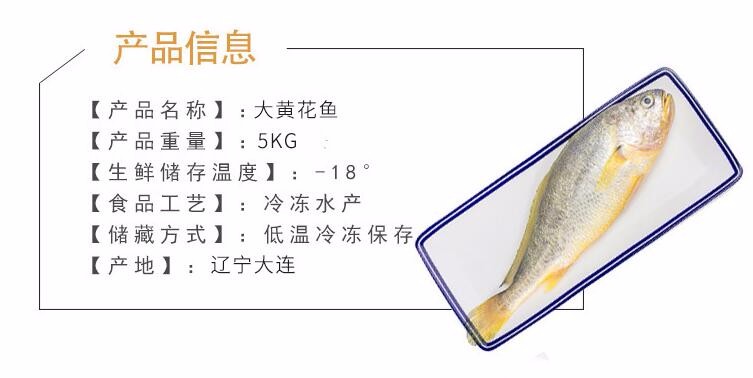 产品信息
【产品名称】:大黄花鱼
【产品重量】:5KG
【生鲜储存温度】:-18°
【食品工艺】:冷冻水产
【储藏方式】:低温冷冻保存
【产地】:辽宁大连